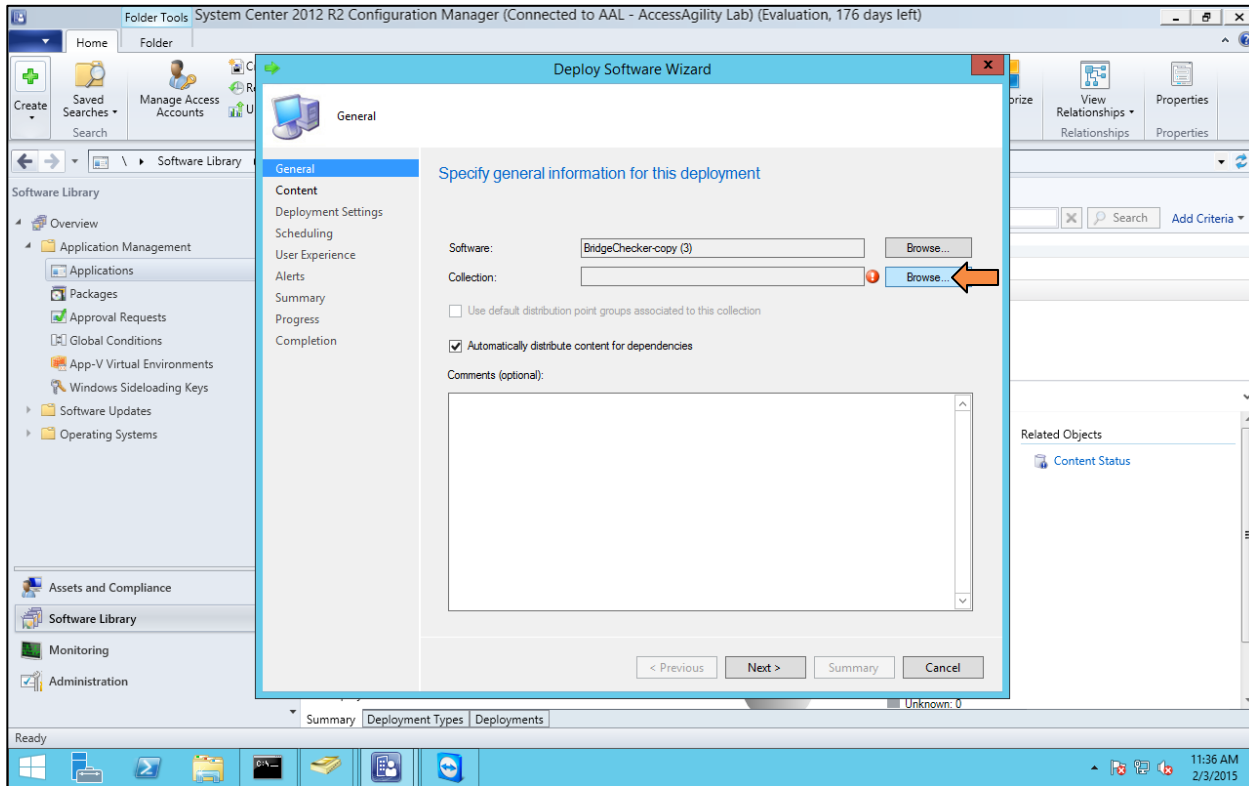 Folder Tools System Center 2012 R2 Configuration Manager (Connected to AAL - AccessAgility Lab) (Evaluation, 176 days left)
Home Folder
Create
Saved Searches
Manage Access Accounts
Search
View Relationships
Properties
Relationships
Properties
\ Software Library
Software Library
Overview
Application Management
Applications
Packages
Approval Requests
Global Conditions
App-V Virtual Environments
Windows Sideloading Keys
Software Updates
Operating Systems
Assets and Compliance
Software Library
Monitoring
Administration
Search
Add Criteria
Related Objects
Content Status
Deploy Software Wizard
General
General
Content
Deployment Settings
Scheduling
User Experience
Alerts
Summary
Progress
Completion
Specify general information for this deployment
Software: BridgeChecker-copy (3) Browse...
Collection: Browse...
Use default distribution point groups associated to this collection
Automatically distribute content for dependencies
Comments (optional):
< Previous Next > Summary Cancel
Unknown: 0
Summary Deployment Types Deployments
Ready
11:36 AM
2/3/2015